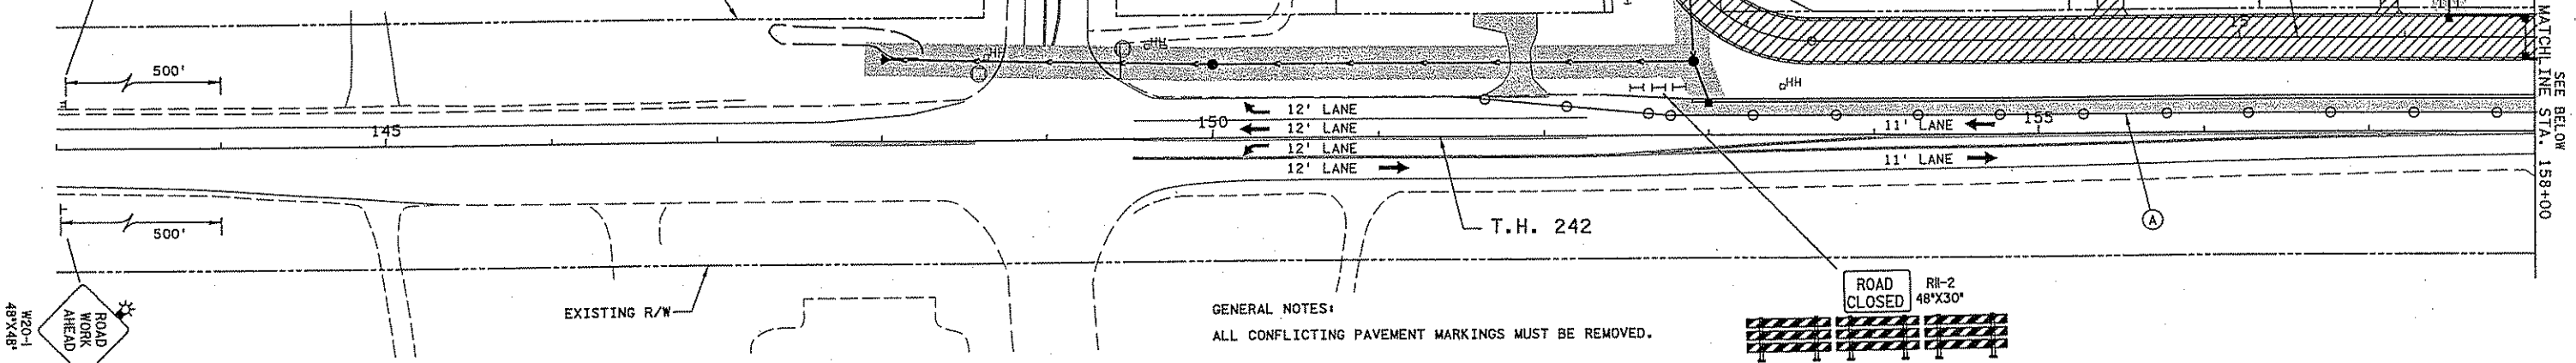 500'
HH
HH
15
HH
MATCHLINE STA. 158+00
SEE BELOW
145
150
155
12' LANE
12' LANE
12' LANE
12' LANE
11' LANE
11' LANE
A
T.H. 242
500'
EXISTING R/W
ROAD
WORK
AHEAD
W20-1
48"X48"
GENERAL NOTES:
ALL CONFLICTING PAVEMENT MARKINGS MUST BE REMOVED.
ROAD
CLOSED
R11-2
48"X30"